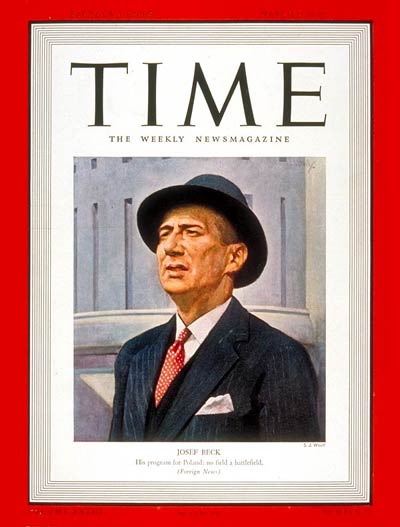 TIME
THE WEEKLY NEWSMAGAZINE
S. J. Woolf
JOSEF BECK
His program for Poland: no field a battlefield.
(Foreign News)